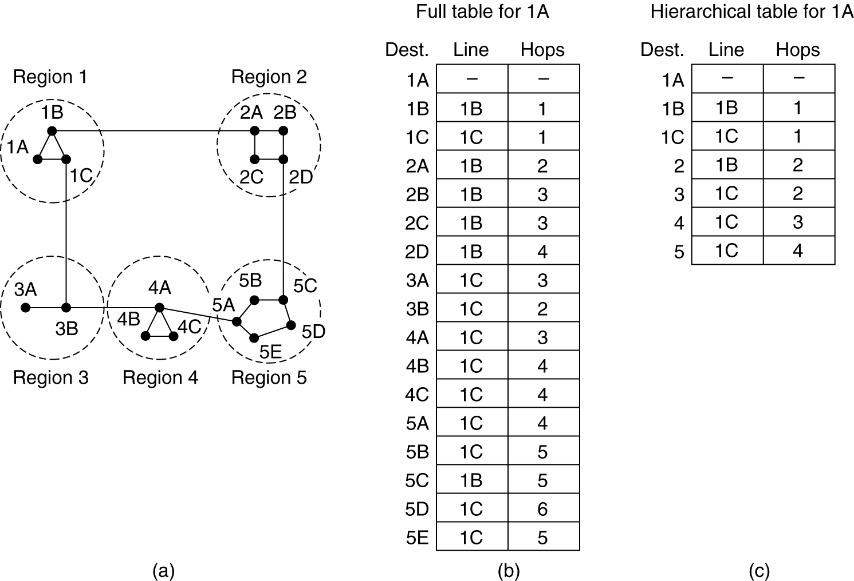 Full table for 1A
Hierarchical table for 1A
Dest. Line Hops
1A – –
1B 1B 1
1C 1C 1
2A 1B 2
2B 1B 3
2C 1B 3
2D 1B 4
3A 1C 3
3B 1C 2
4A 1C 3
4B 1C 4
4C 1C 4
5A 1C 4
5B 1C 5
5C 1B 5
5D 1C 6
5E 1C 5
Dest. Line Hops
1A – –
1B 1B 1
1C 1C 1
2 1B 2
3 1C 2
4 1C 3
5 1C 4
Region 1
Region 2
1B
2A 2B
1A
1C
2C 2D
3A
3B
4A
4B 4C
5B 5C
5A
5D
5E
Region 3
Region 4
Region 5
(a)
(b)
(c)